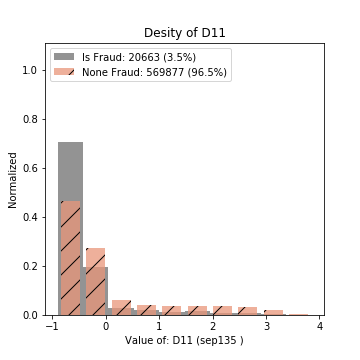 Desity of D11
Is Fraud: 20663 (3.5%)
None Fraud: 569877 (96.5%)
1.0
0.8
0.6
0.4
0.2
0.0
Normalized
−1
0
1
2
3
4
Value of: D11 (sep135 )